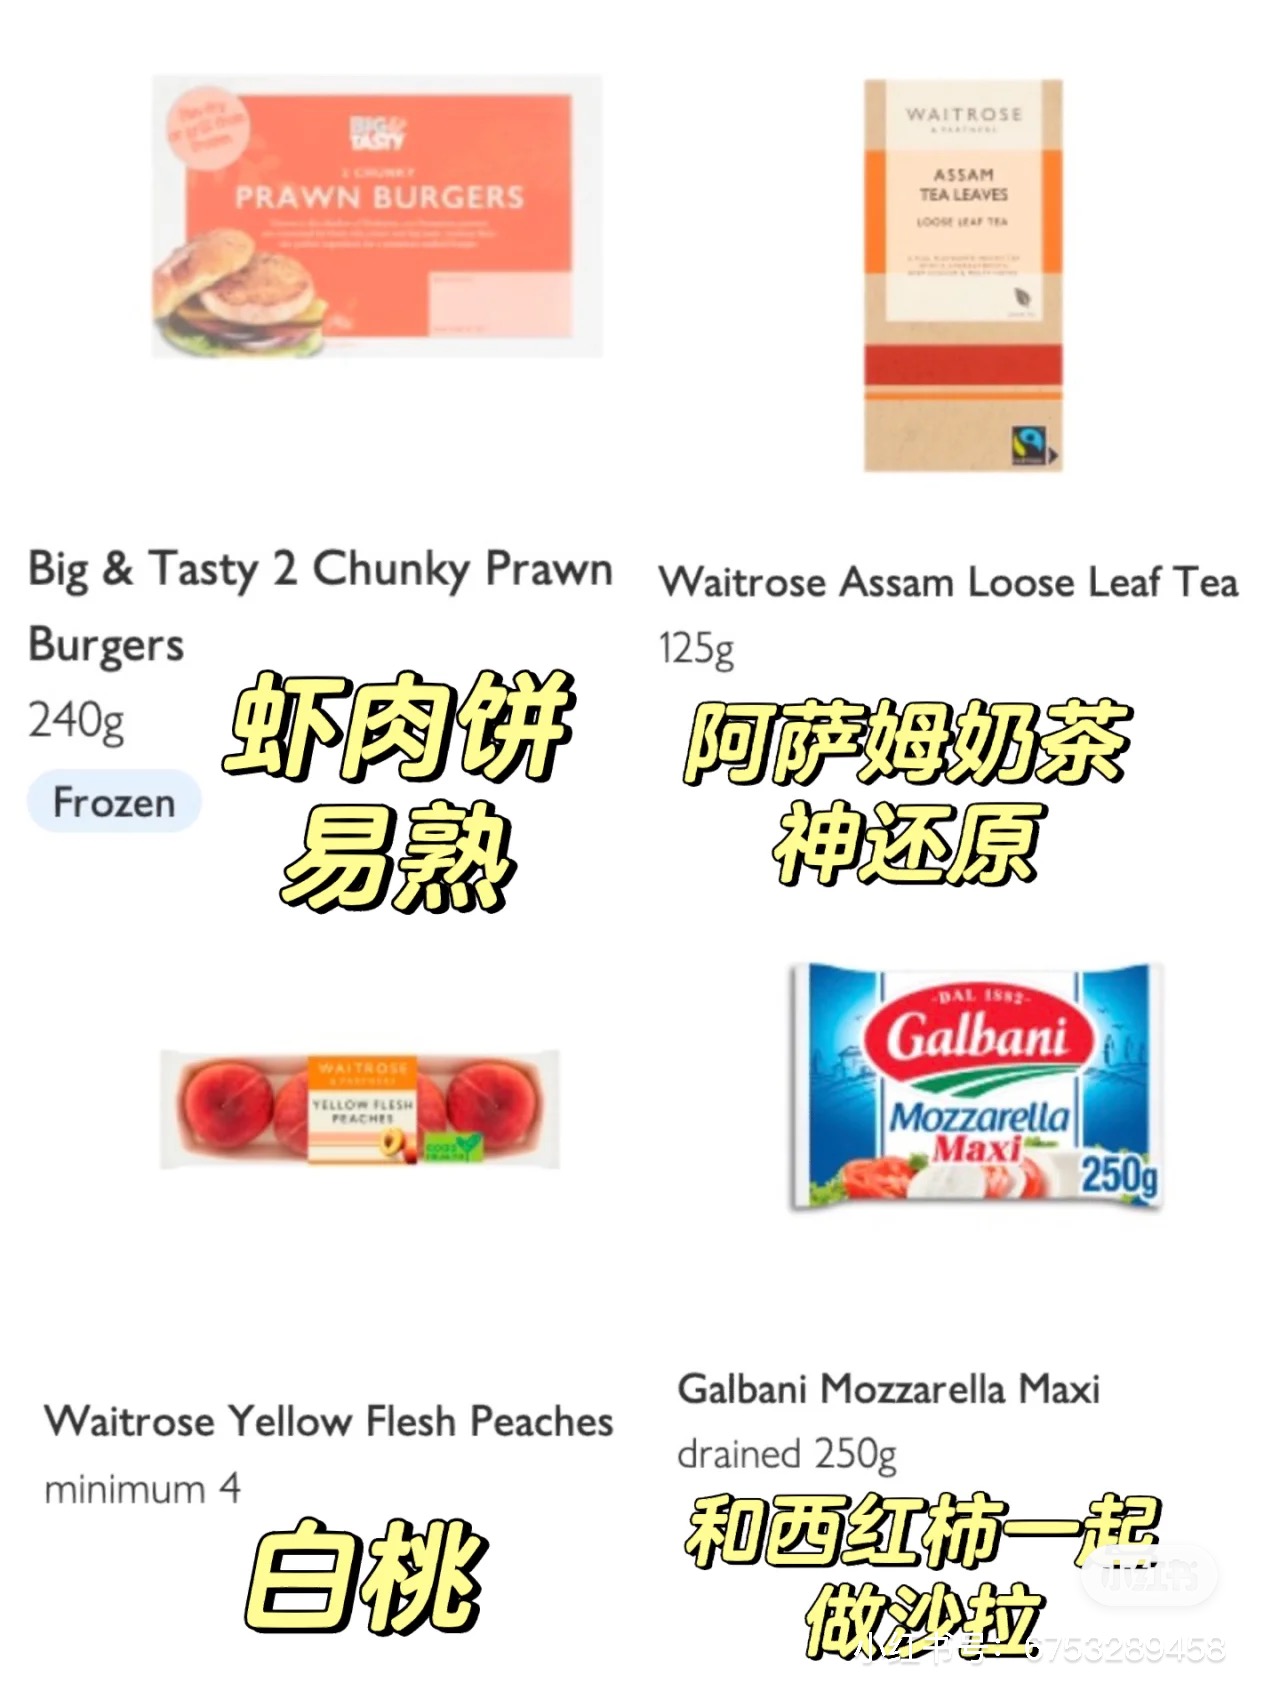 BIG &
TASTY
2 CHUNKY
PRAWN BURGERS
WAITROSE
& PARTNERS
ASSAM
TEA LEAVES
LOOSE LEAF TEA
Big & Tasty 2 Chunky Prawn
Burgers
240g
Frozen
虾肉饼
易熟
Waitrose Assam Loose Leaf Tea
125g
阿萨姆奶茶
神还原
WAITROSE
& PARTNERS
YELLOW FLESH
PEACHES
-DAL 1882-
Galbani
Mozzarella
Maxi
250g
Waitrose Yellow Flesh Peaches
minimum 4
白桃
Galbani Mozzarella Maxi
drained 250g
和西红柿一起
做沙拉
小红书
小红书号：6753289458